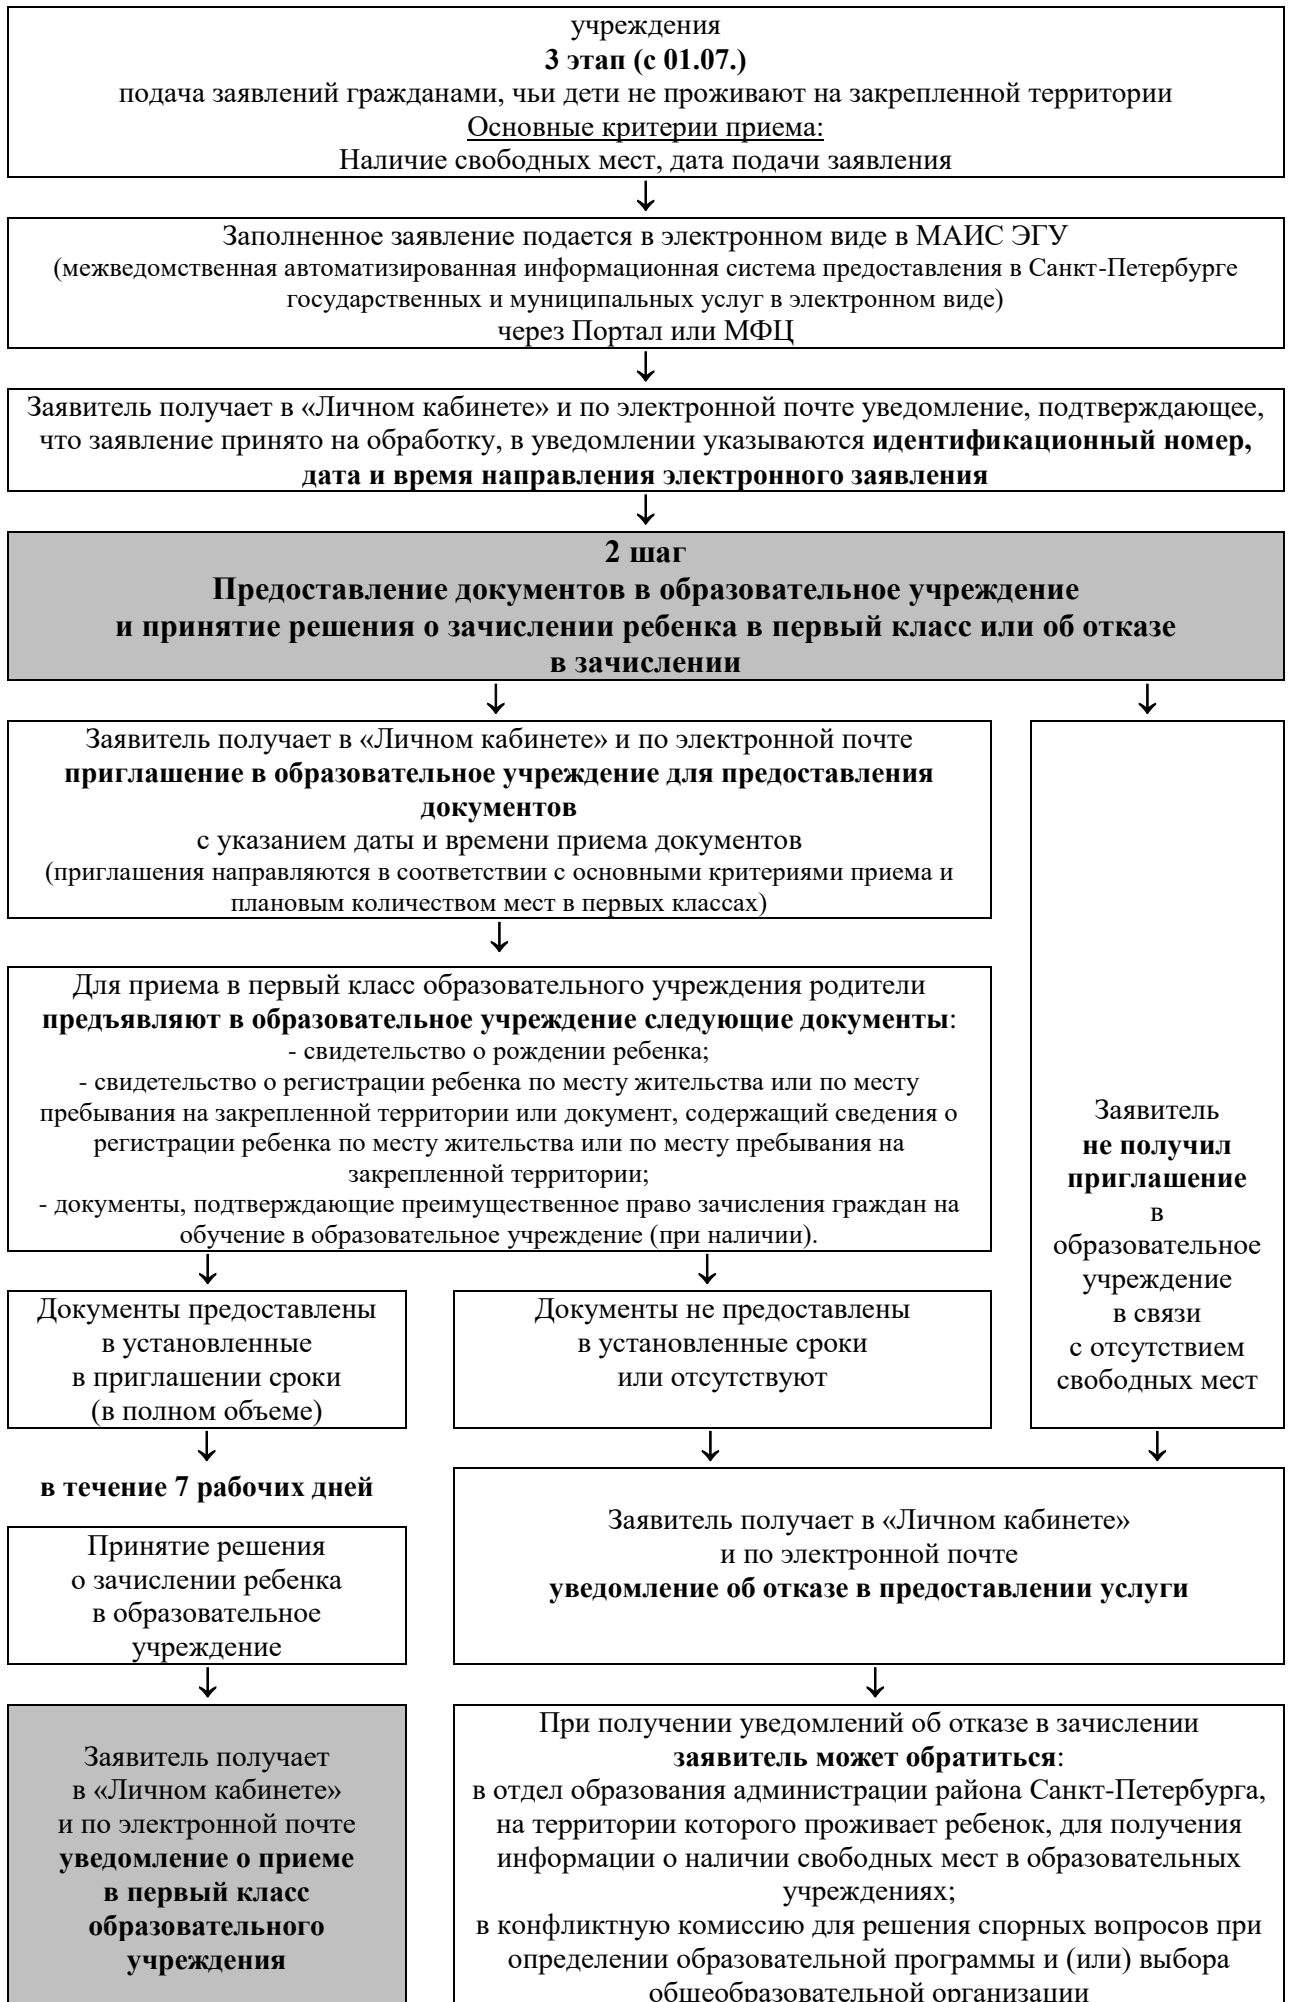 учреждения
3 этап (с 01.07.)
подача заявлений гражданами, чьи дети не проживают на закрепленной территории
Основные критерии приема:
Наличие свободных мест, дата подачи заявления
Заполненное заявление подается в электронном виде в МАИС ЭГУ
(межведомственная автоматизированная информационная система предоставления в Санкт-Петербурге
государственных и муниципальных услуг в электронном виде)
через Портал или МФЦ
Заявитель получает в «Личном кабинете» и по электронной почте уведомление, подтверждающее,
что заявление принято на обработку, в уведомлении указываются идентификационный номер,
дата и время направления электронного заявления
2 шаг
Предоставление документов в образовательное учреждение
и принятие решения о зачислении ребенка в первый класс или об отказе
в зачислении
Заявитель получает в «Личном кабинете» и по электронной почте
приглашение в образовательное учреждение для предоставления
документов
с указанием даты и времени приема документов
(приглашения направляются в соответствии с основными критериями приема и
плановым количеством мест в первых классах)
Для приема в первый класс образовательного учреждения родители
предъявляют в образовательное учреждение следующие документы:
- свидетельство о рождении ребенка;
- свидетельство о регистрации ребенка по месту жительства или по месту
пребывания на закрепленной территории или документ, содержащий сведения о
регистрации ребенка по месту жительства или по месту пребывания на
закрепленной территории;
- документы, подтверждающие преимущественное право зачисления граждан на
обучение в образовательное учреждение (при наличии).
Заявитель
не получил
приглашение
в
образовательное
учреждение
в связи
с отсутствием
свободных мест
Документы предоставлены
в установленные
в приглашении сроки
(в полном объеме)
Документы не предоставлены
в установленные сроки
или отсутствуют
в течение 7 рабочих дней
Принятие решения
о зачислении ребенка
в образовательное
учреждение
Заявитель получает в «Личном кабинете»
и по электронной почте
уведомление об отказе в предоставлении услуги
Заявитель получает
в «Личном кабинете»
и по электронной почте
уведомление о приеме
в первый класс
образовательного
учреждения
При получении уведомлений об отказе в зачислении
заявитель может обратиться:
в отдел образования администрации района Санкт-Петербурга,
на территории которого проживает ребенок, для получения
информации о наличии свободных мест в образовательных
учреждениях;
в конфликтную комиссию для решения спорных вопросов при
определении образовательной программы и (или) выбора
общеобразовательной организации